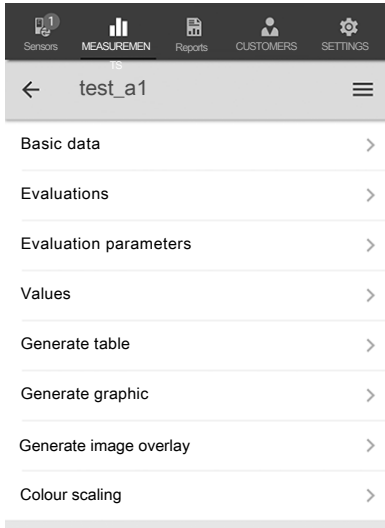 1
Sensors MEASUREMEN Reports CUSTOMERS SETTINGS
TS
test_a1
Basic data
Evaluations
Evaluation parameters
Values
Generate table
Generate graphic
Generate image overlay
Colour scaling